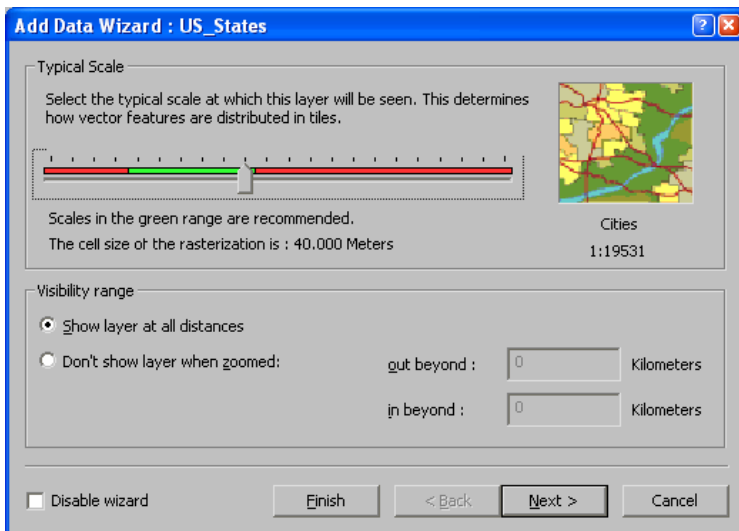 Add Data Wizard : US_States
Typical Scale
Select the typical scale at which this layer will be seen. This determines
how vector features are distributed in tiles.
Scales in the green range are recommended.
The cell size of the rasterization is : 40.000 Meters
Cities
1:19531
Visibility range
Show layer at all distances
Don't show layer when zoomed:
out beyond : 0 Kilometers
in beyond : 0 Kilometers
Disable wizard Finish < Back Next > Cancel